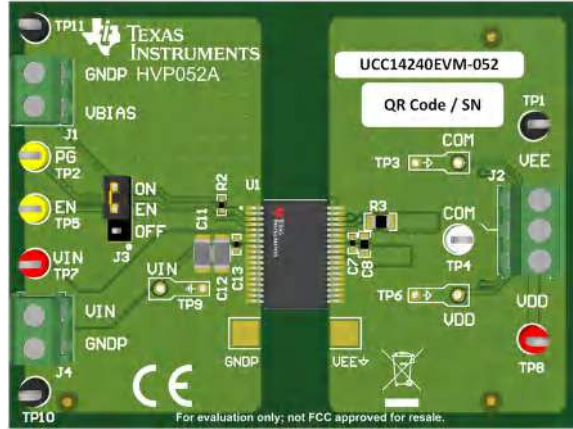 TP11
TEXAS
INSTRUMENTS
GNDP
HVP052A
VBIAS
J1
PG
TP2
EN
TP5
VIN
TP7
ON
EN
OFF
J3
R2
U1
C11
C12
C13
VIN
TP9
VIN
GNDP
J4
TP10
GNDP
CE
UCC14240EVM-052
QR Code / SN
TP1
VEE
COM
TP3
J2
COM
R3
TP4
C7
C8
TP6
VDD
VDD
TP8
VEE
For evaluation only; not FCC approved for resale.